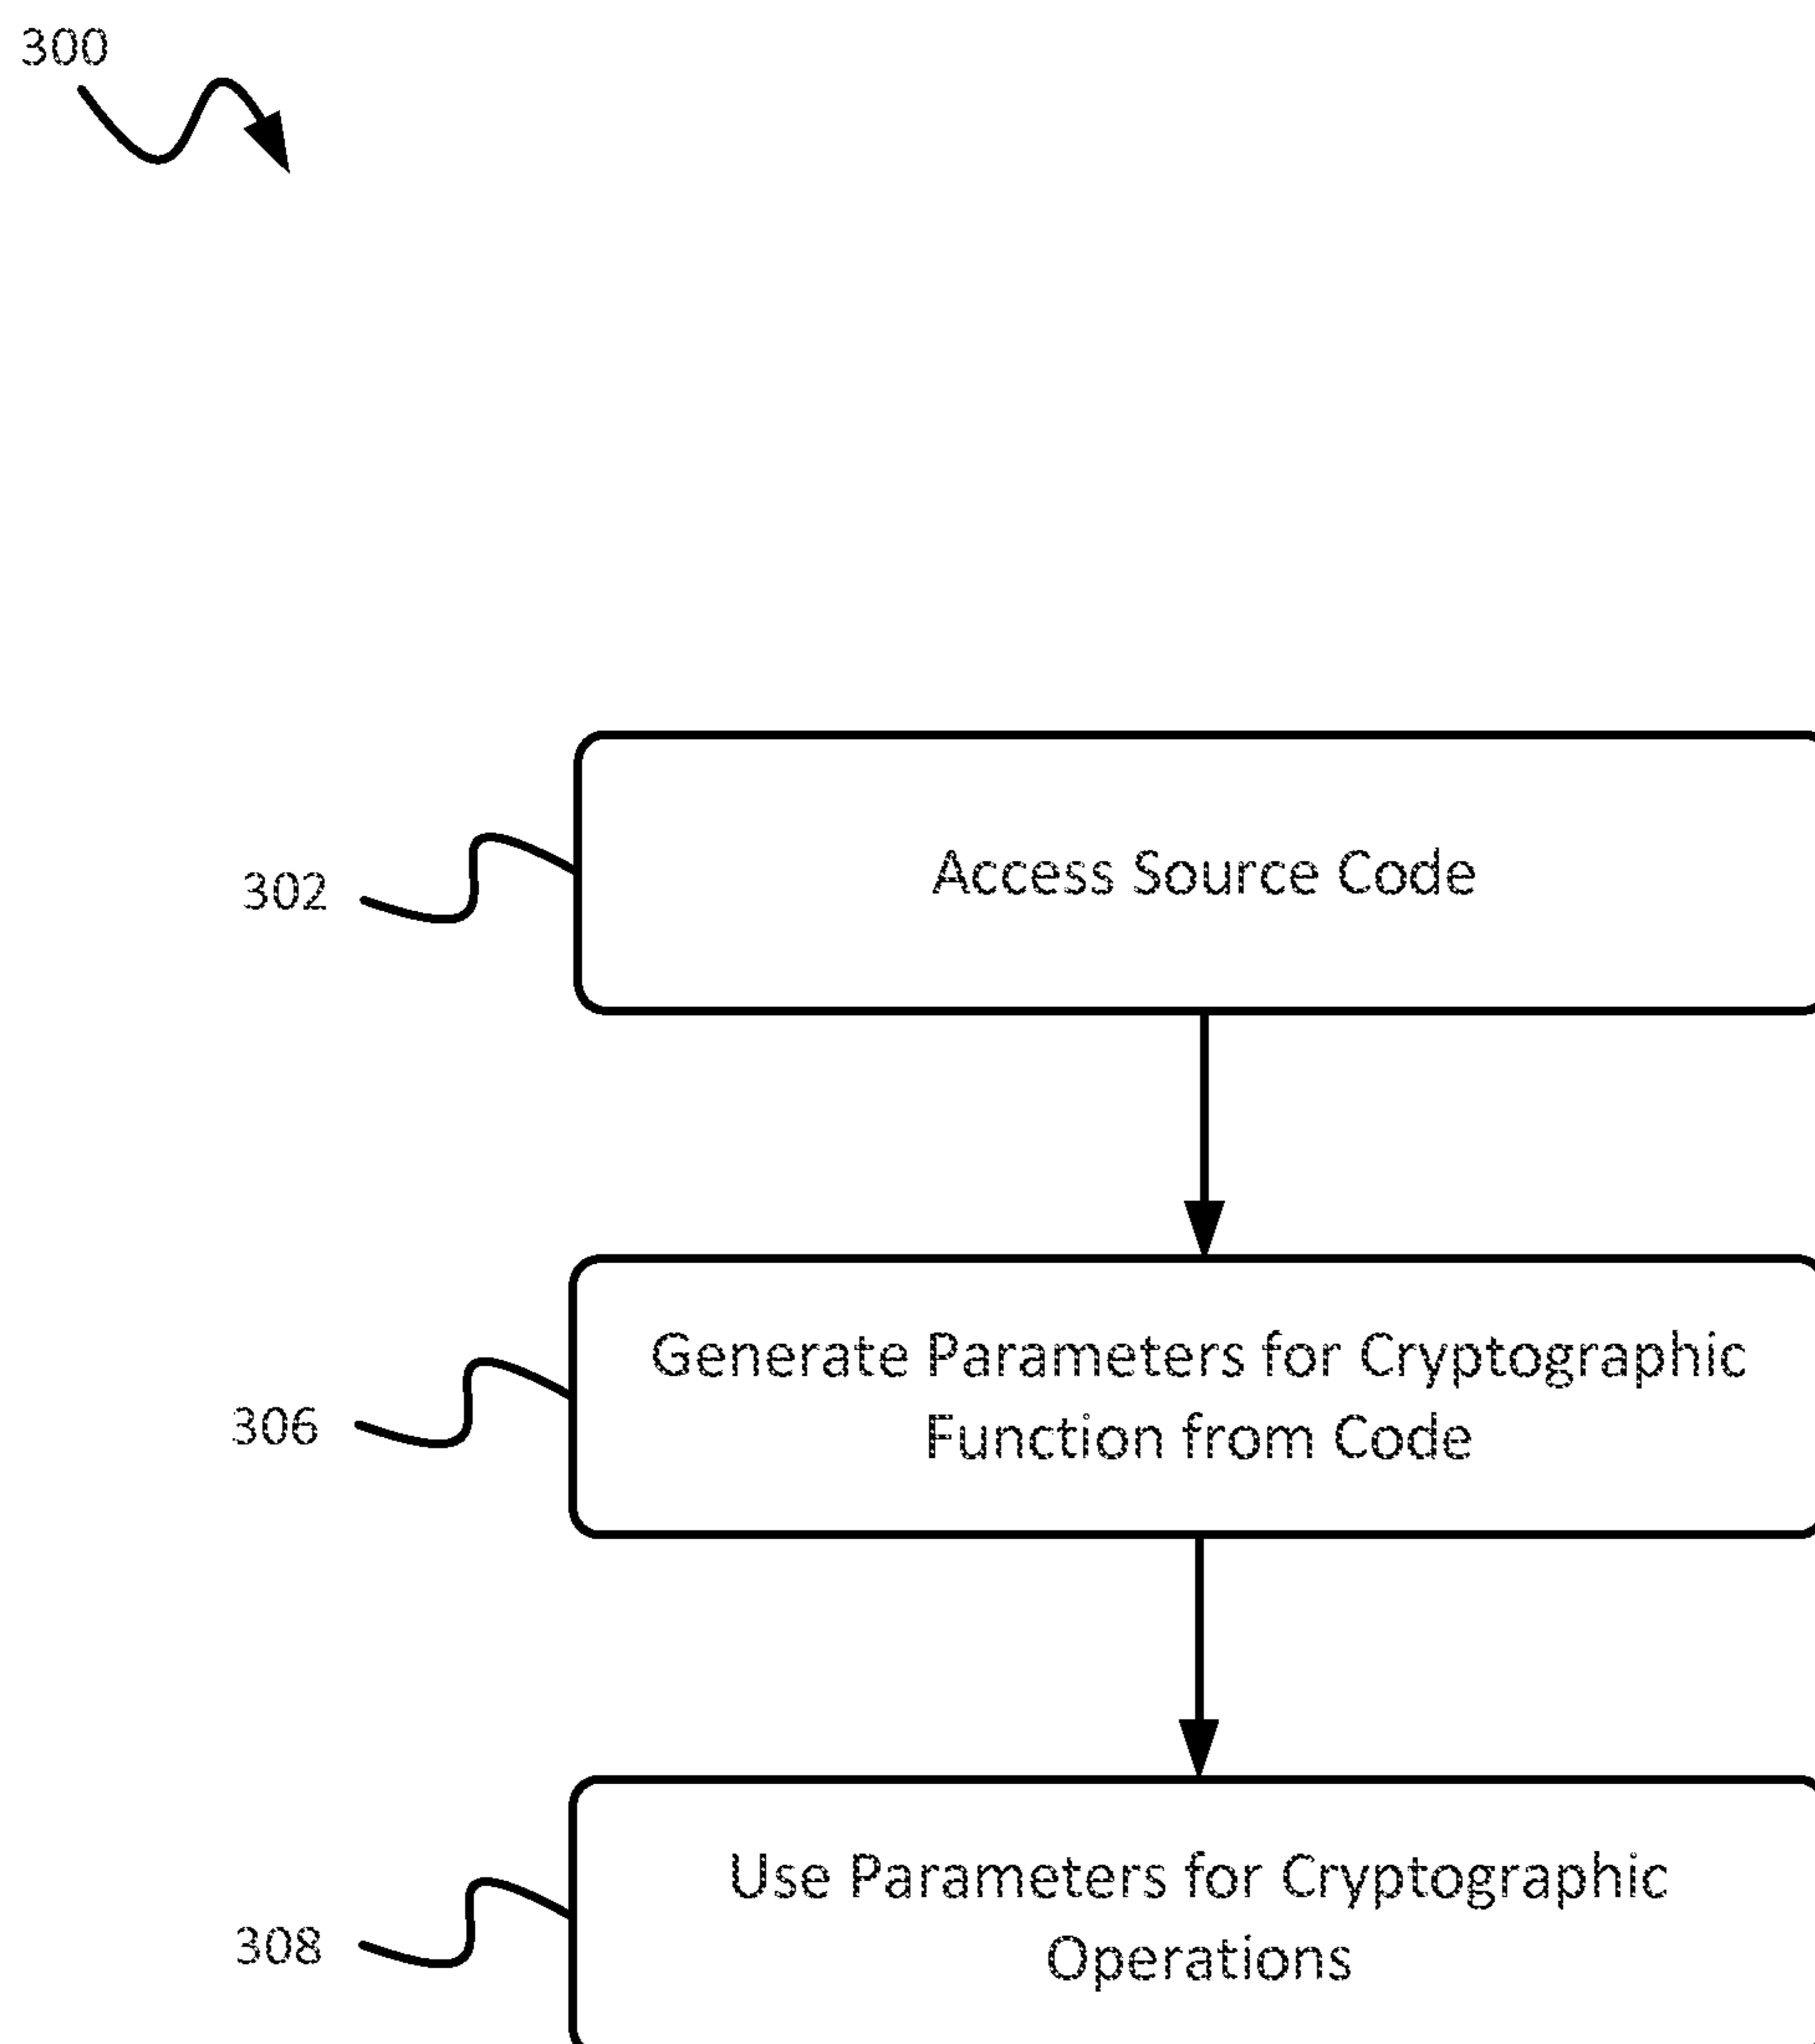 300
302
Access Source Code
306
Generate Parameters for Cryptographic
Function from Code
308
Use Parameters for Cryptographic
Operations